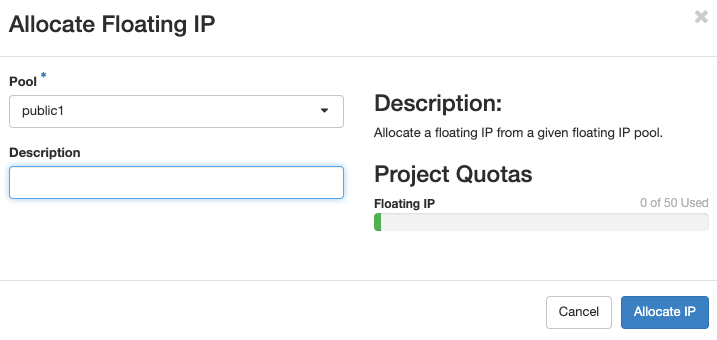 Allocate Floating IP
Pool *
public1
Description
Description:
Allocate a floating IP from a given floating IP pool.
Project Quotas
Floating IP
0 of 50 Used
Cancel
Allocate IP